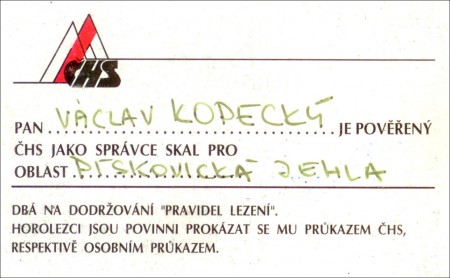 ČHS
PAN VÁCLAV KOPECKÝ JE POVĚŘENÝ
ČHS JAKO SPRÁVCE SKAL PRO
OBLAST PÍSKOVICKÁ JEHLA
DBÁ NA DODRŽOVÁNÍ "PRAVIDEL LEZENÍ".
HOROLEZCI JSOU POVINNI PROKÁZAT SE MU PRŮKAZEM ČHS,
RESPEKTIVĚ OSOBNÍM PRŮKAZEM.